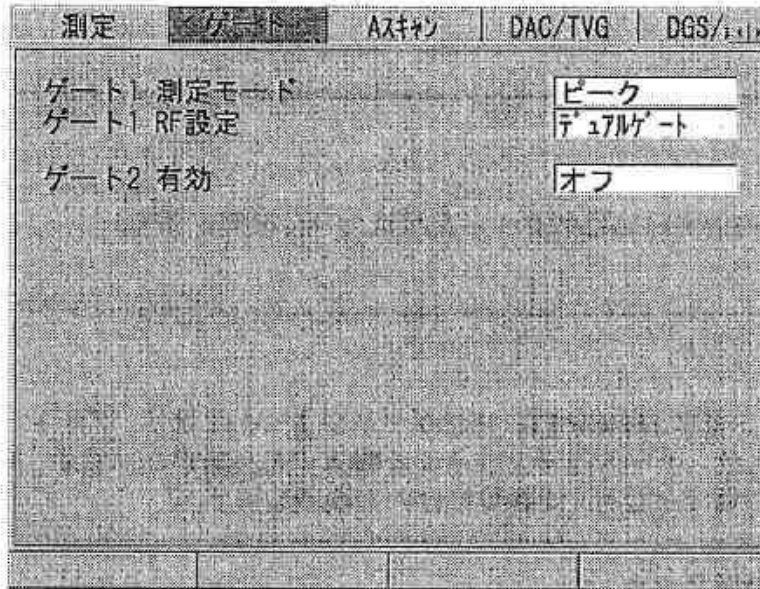 測定 ゲート Aスキャン DAC/TVG DGS/
ゲート1 測定モード ピーク
ゲート1 RF設定 デュアルゲート
ゲート2 有効 オフ